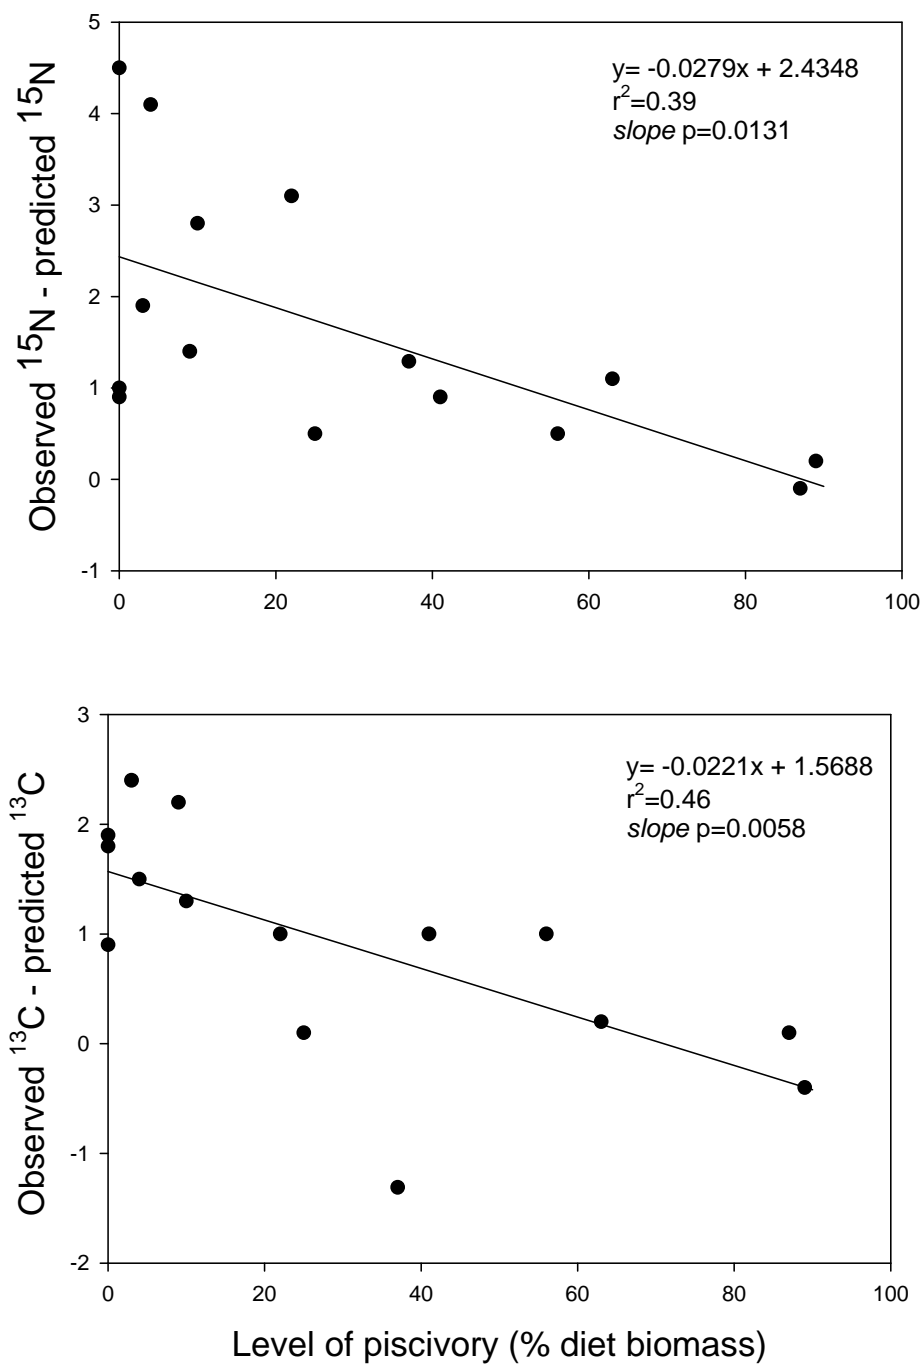 5
4
3
2
1
0
-1
0 20 40 60 80 100
Observed ¹⁵N - predicted ¹⁵N
y= -0.0279x + 2.4348
r²=0.39
slope p=0.0131
3
2
1
0
-1
-2
0 20 40 60 80 100
Observed ¹³C - predicted ¹³C
y= -0.0221x + 1.5688
r²=0.46
slope p=0.0058
Level of piscivory (% diet biomass)